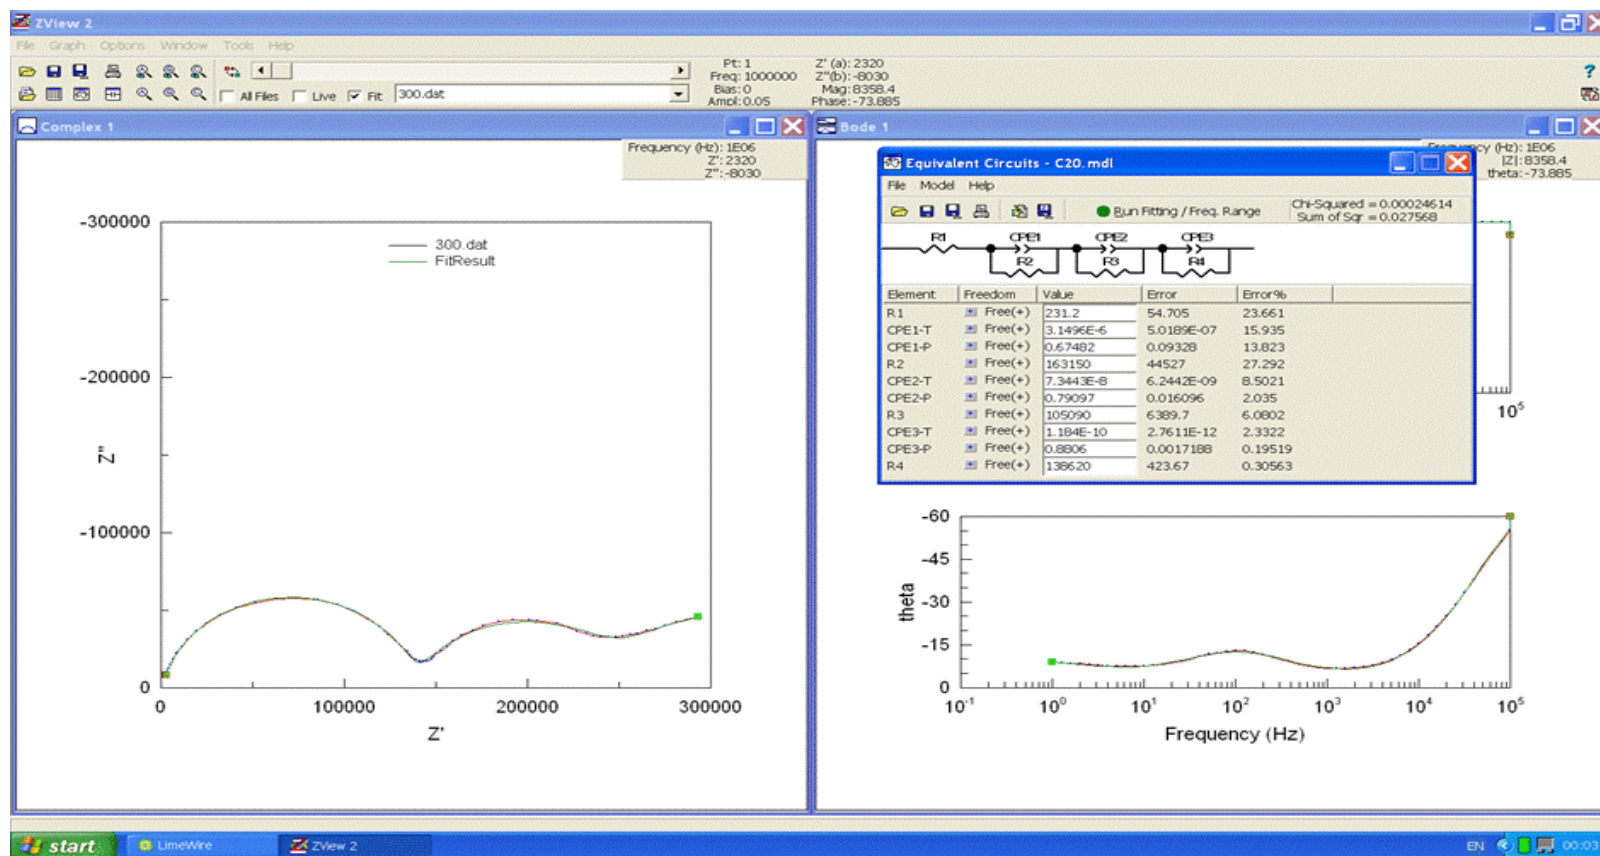 ZView 2
File Graph Options Window Tools Help
All Files Live Fit 300.dat
Pt: 1
Freq: 1000000
Bias: 0
Ampl: 0.05
Z' (a): 2320
Z''(b): -8030
Mag: 8358.4
Phase: -73.885
Complex 1
Frequency (Hz): 1E06
Z': 2320
Z'': -8030
-300000
-200000
-100000
0
Z''
300.dat
FitResult
0 100000 200000 300000
Z'
Bode 1
Frequency (Hz): 1E06
|Z|: 8358.4
theta: -73.885
Equivalent Circuits - C20.mdl
File Model Help
Run Fitting / Freq. Range
Chi-Squared = 0.00024614
Sum of Sqr = 0.027568
R1 CPE1 CPE2 CPE3
R2 R3 R4
Element Freedom Value Error Error%
R1 Free(+) 231.2 54.705 23.661
CPE1-T Free(+) 3.1496E-6 5.0189E-07 15.935
CPE1-P Free(+) 0.67482 0.09328 13.823
R2 Free(+) 163150 44527 27.292
CPE2-T Free(+) 7.3443E-8 6.2442E-09 8.5021
CPE2-P Free(+) 0.79097 0.016096 2.035
R3 Free(+) 105090 6389.7 6.0802
CPE3-T Free(+) 1.184E-10 2.7611E-12 2.3322
CPE3-P Free(+) 0.8806 0.0017188 0.19519
R4 Free(+) 138620 423.67 0.30563
10⁵
-60
-45
-30
-15
0
theta
10⁻¹ 10⁰ 10¹ 10² 10³ 10⁴ 10⁵
Frequency (Hz)
start LimeWire ZView 2 EN 00:03